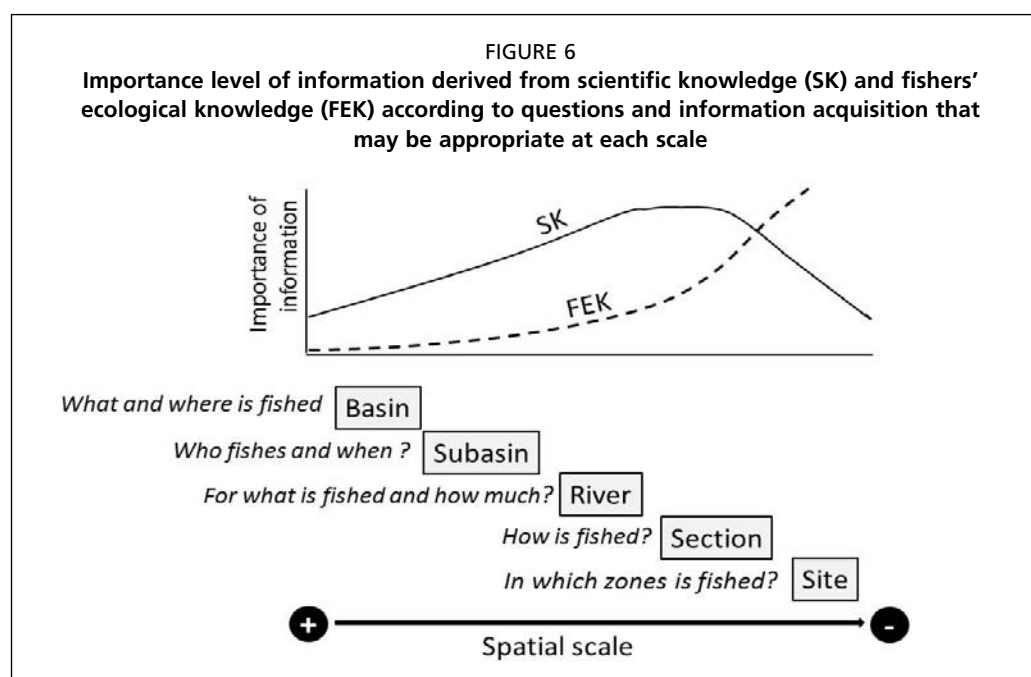 FIGURE 6
Importance level of information derived from scientific knowledge (SK) and fishers'
ecological knowledge (FEK) according to questions and information acquisition that
may be appropriate at each scale
Importance of
information
SK
FEK
What and where is fished Basin
Who fishes and when ? Subasin
For what is fished and how much? River
How is fished? Section
In which zones is fished? Site
+ -
Spatial scale